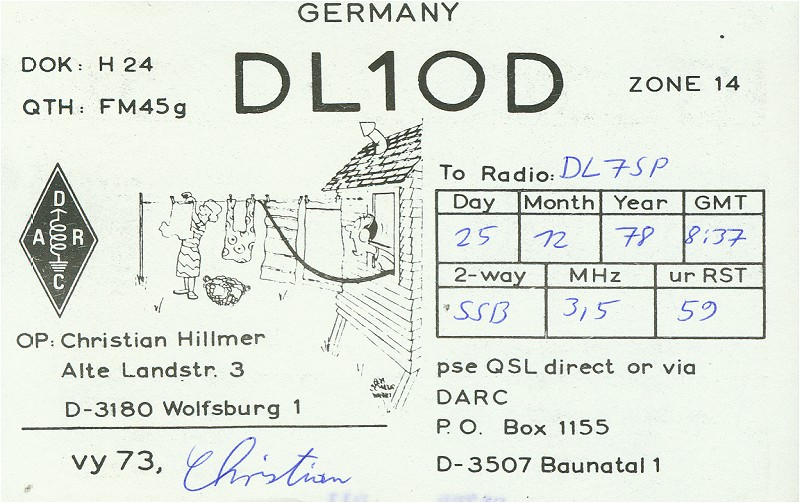 GERMANY
DOK: H 24
QTH: FM45g
DL1OD
ZONE 14
D
A R
C
To Radio: DL7SP
Day Month Year GMT
25 12 78 8:37
2-way MHz ur RST
SSB 3,5 59
OP: Christian Hillmer
Alte Landstr. 3
D-3180 Wolfsburg 1
pse QSL direct or via
DARC
P.O. Box 1155
D-3507 Baunatal 1
vy 73, Christian